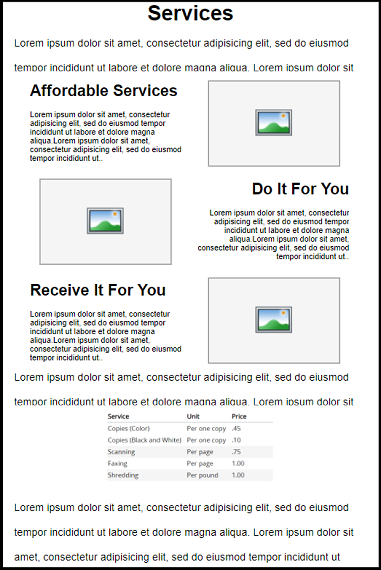 Services
Lorem ipsum dolor sit amet, consectetur adipisicing elit, sed do eiusmod
tempor incididunt ut labore et dolore magna aliqua. Lorem ipsum dolor sit
Affordable Services
Lorem ipsum dolor sit amet, consectetur
adipisicing elit, sed do eiusmod tempor
incididunt ut labore et dolore magna
aliqua.Lorem ipsum dolor sit amet,
consectetur adipisicing elit, sed do eiusmod
tempor incididunt ut..
Do It For You
Lorem ipsum dolor sit amet, consectetur
adipisicing elit, sed do eiusmod tempor
incididunt ut labore et dolore magna
aliqua.Lorem ipsum dolor sit amet,
consectetur adipisicing elit, sed do eiusmod
tempor incididunt ut..
Receive It For You
Lorem ipsum dolor sit amet, consectetur
adipisicing elit, sed do eiusmod tempor
incididunt ut labore et dolore magna
aliqua.Lorem ipsum dolor sit amet,
consectetur adipisicing elit, sed do eiusmod
tempor incididunt ut..
Lorem ipsum dolor sit amet, consectetur adipisicing elit, sed do eiusmod
tempor incididunt ut labore et dolore magna aliqua. Lorem ipsum dolor sit
Service Unit Price
Copies (Color) Per one copy .45
Copies (Black and White) Per one copy .10
Scanning Per page .75
Faxing Per page 1.00
Shredding Per pound 1.00
Lorem ipsum dolor sit amet, consectetur adipisicing elit, sed do eiusmod
tempor incididunt ut labore et dolore magna aliqua. Lorem ipsum dolor sit
amet, consectetur adipisicing elit, sed do eiusmod tempor incididunt ut